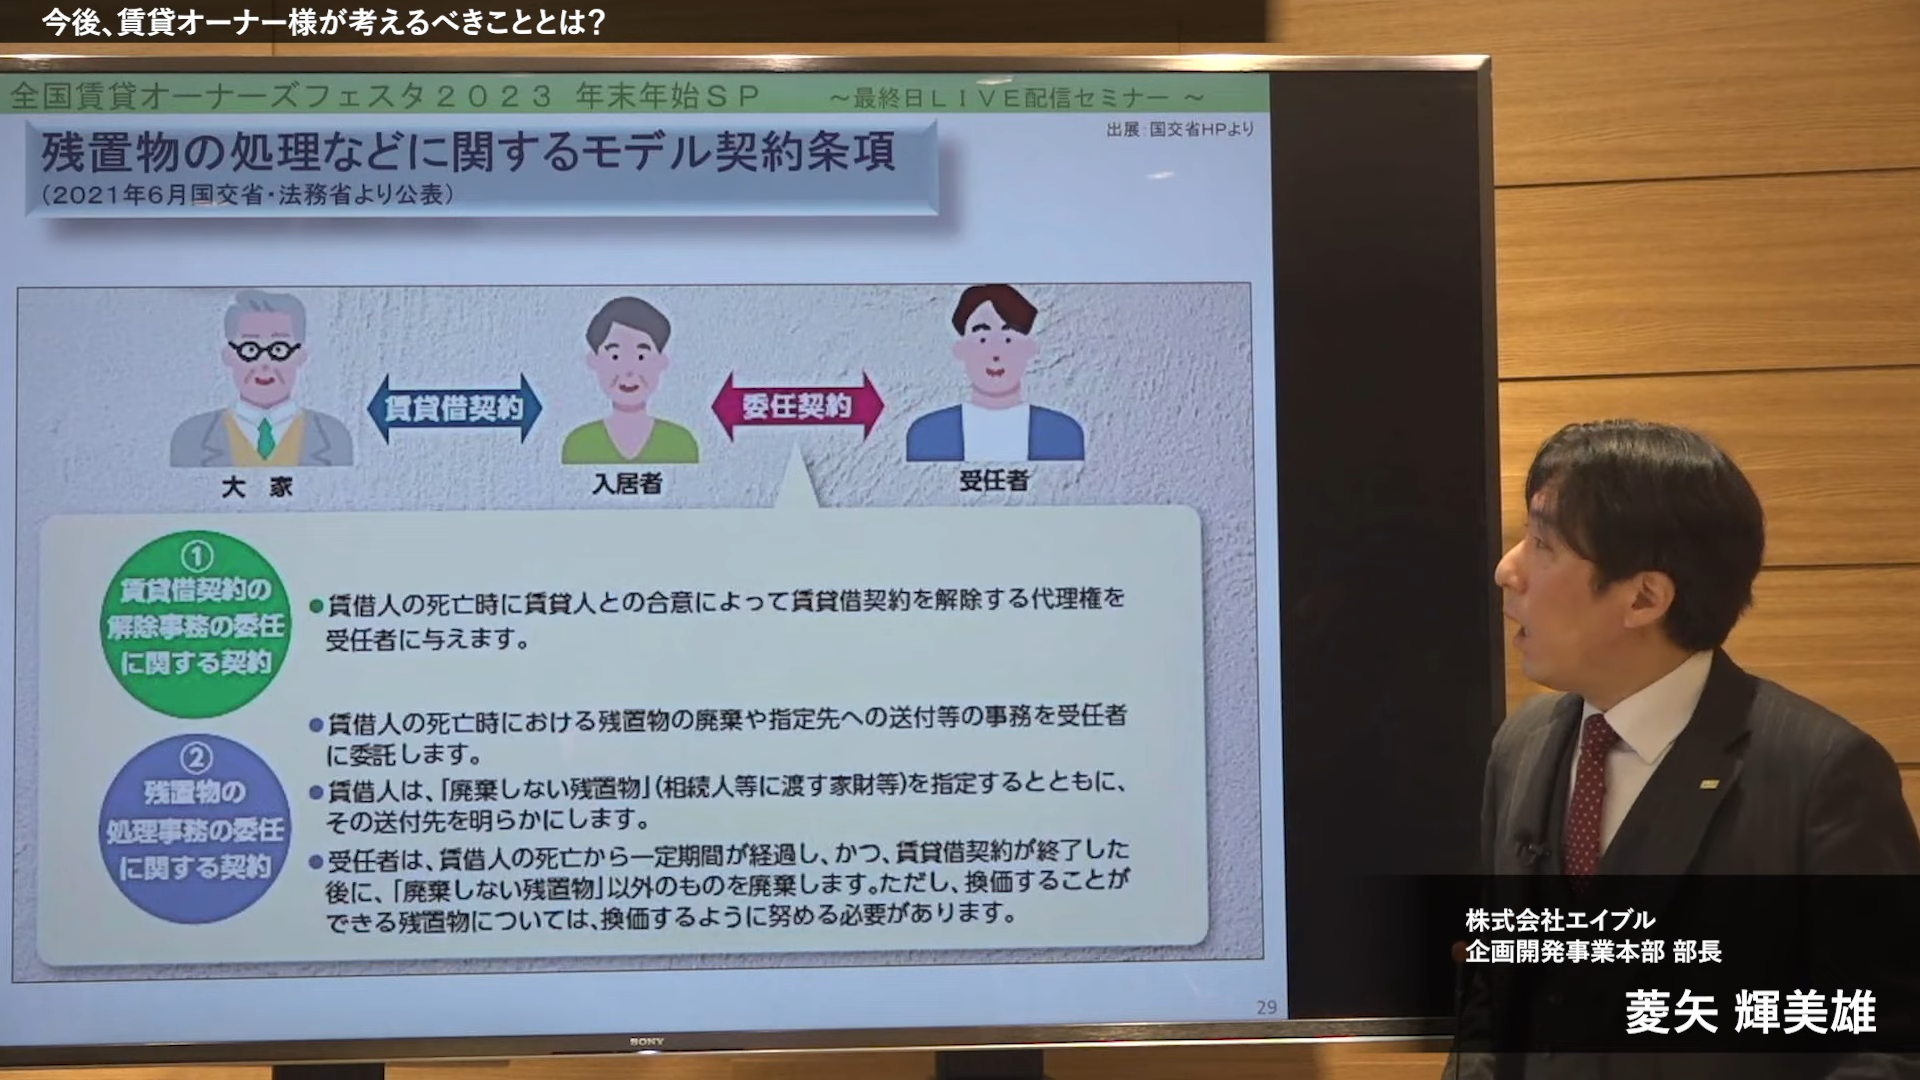 今後、賃貸オーナー様が考えるべきこととは？
全国賃貸オーナーズフェスタ２０２３ 年末年始ＳＰ ～最終日ＬＩＶＥ配信セミナー ～
出展：国交省HPより
残置物の処理などに関するモデル契約条項
（2021年6月国交省・法務省より公表）
賃貸借契約
委任契約
大 家
入居者
受任者
①
賃貸借契約の
解除事務の委任
に関する契約
●賃借人の死亡時に賃貸人との合意によって賃貸借契約を解除する代理権を
受任者に与えます。
②
残置物の
処理事務の委任
に関する契約
●賃借人の死亡時における残置物の廃棄や指定先への送付等の事務を受任者
に委託します。
●賃借人は、「廃棄しない残置物」（相続人等に渡す家財等）を指定するとともに、
その送付先を明らかにします。
●受任者は、賃借人の死亡から一定期間が経過し、かつ、賃貸借契約が終了した
後に、「廃棄しない残置物」以外のものを廃棄します。ただし、換価することが
できる残置物については、換価するように努める必要があります。
29
SONY
株式会社エイブル
企画開発事業本部 部長
菱矢 輝美雄